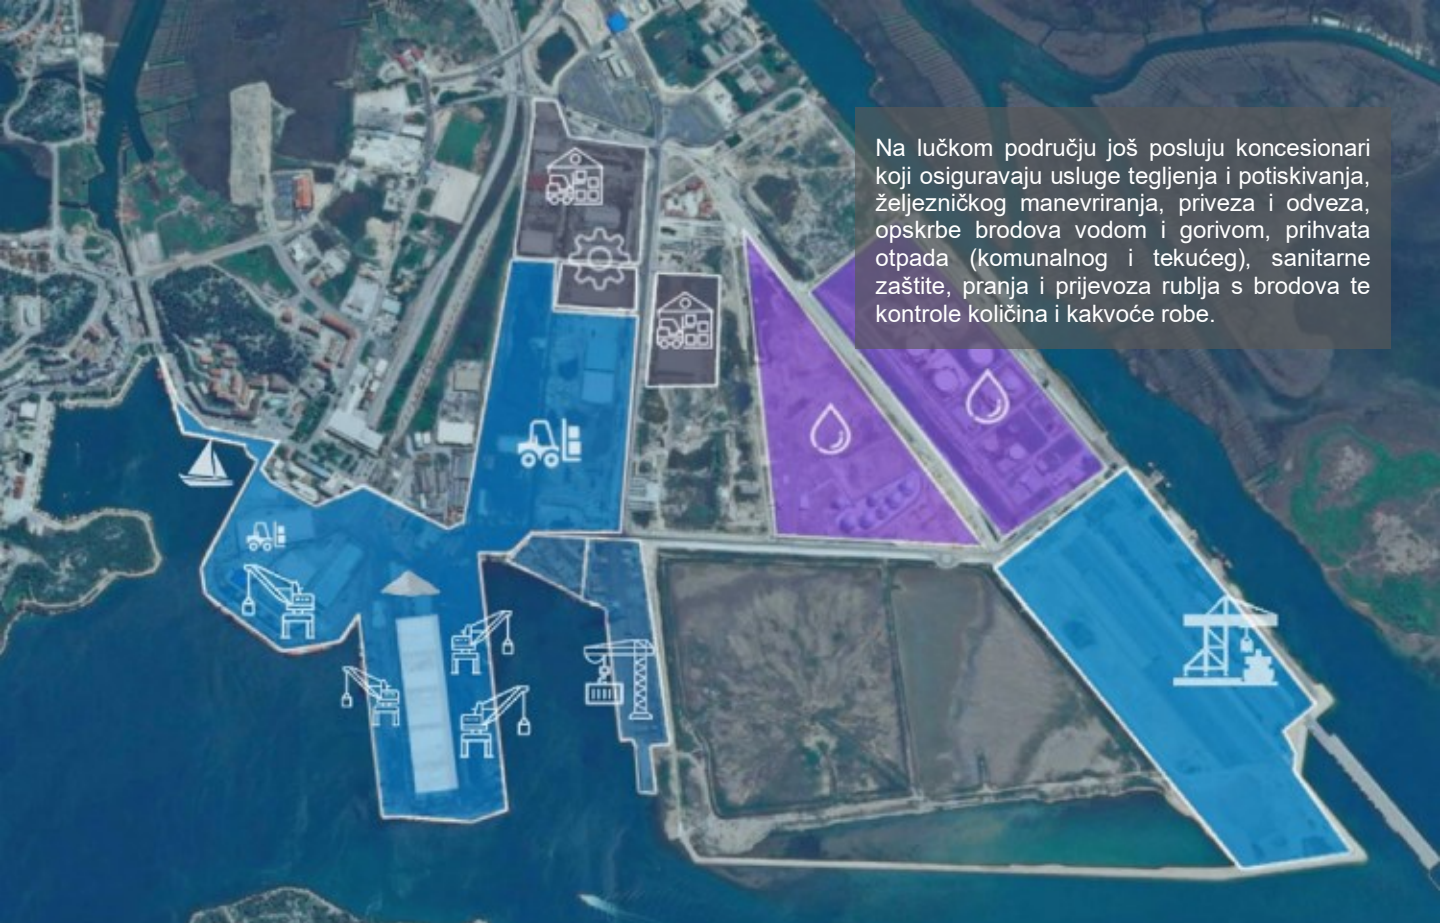 Na lučkom području još posluju koncesionari
koji osiguravaju usluge tegljenja i potiskivanja,
željezničkog manevriranja, priveza i odveza,
opskrbe brodova vodom i gorivom, prihvata
otpada (komunalnog i tekućeg), sanitarne
zaštite, pranja i prijevoza rublja s brodova te
kontrole količina i kakvoće robe.